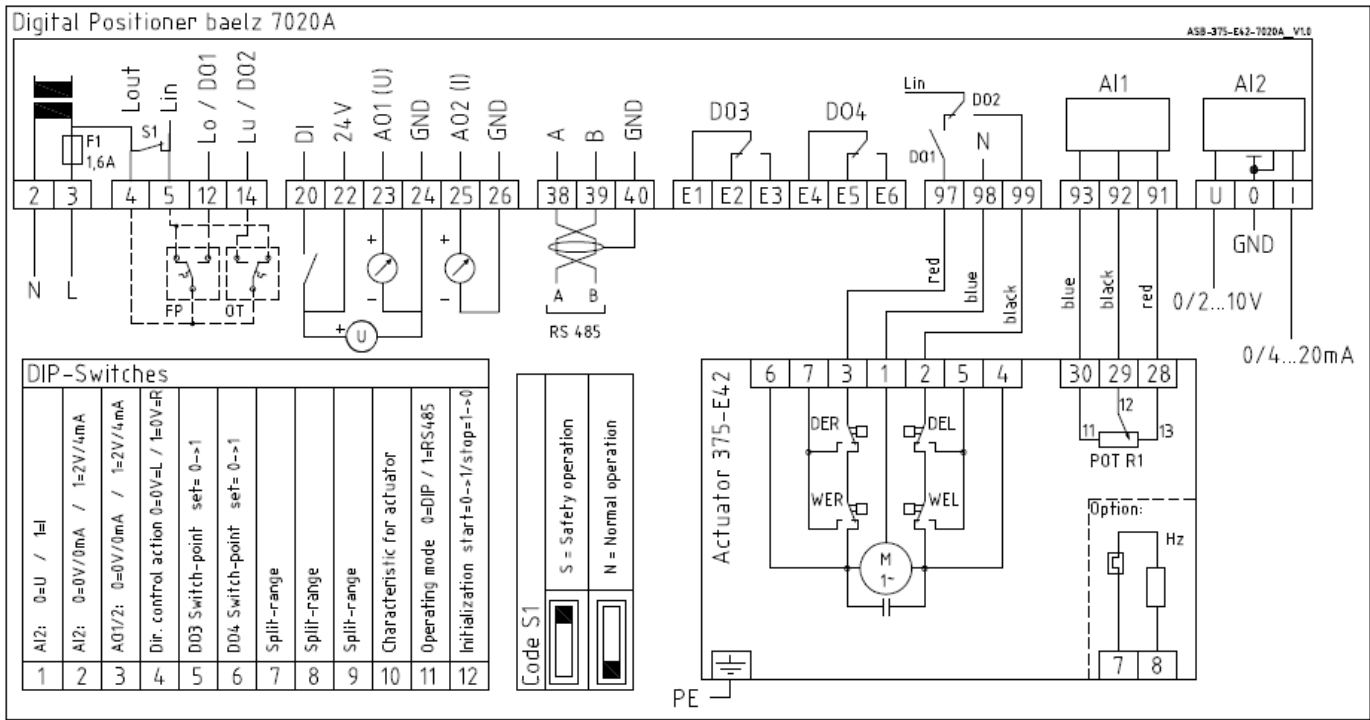 Digital Positioner baelz 7020A
ASB-375-E42-7020A_V1.0
Lout
Lin
Lo / DO1
Lu / DO2
DI
24V
AO1 (U)
GND
AO2 (I)
GND
A
B
GND
DO3
DO4
Lin
DO2
DO1
N
AI1
AI2
F1
1,6A
S1
2 3 4 5 12 14 20 22 23 24 25 26 38 39 40 E1 E2 E3 E4 E5 E6 97 98 99 93 92 91 U 0 I
N L
FP OT
+ - + -
+ U
A B
RS 485
red
blue
black
blue
black
red
GND
0/2...10V
0/4...20mA
DIP-Switches
1 AI2: 0=U / 1=I
2 AI2: 0=0V/0mA / 1=2V/4mA
3 AO1/2: 0=0V/0mA / 1=2V/4mA
4 Dir. control action 0=0V=L / 1=0V=R
5 DO3 Switch-point set= 0->1
6 DO4 Switch-point set= 0->1
7 Split-range
8 Split-range
9 Split-range
10 Characteristic for actuator
11 Operating mode 0=DIP / 1=RS485
12 Initialization start=0->1/stop=1->0
Code S1
S = Safety operation
N = Normal operation
Actuator 375-E42
6 7 3 1 2 5 4 30 29 28
DER DEL
WER WEL
M
1~
11 12 13
POT R1
Option:
Hz
7 8
PE